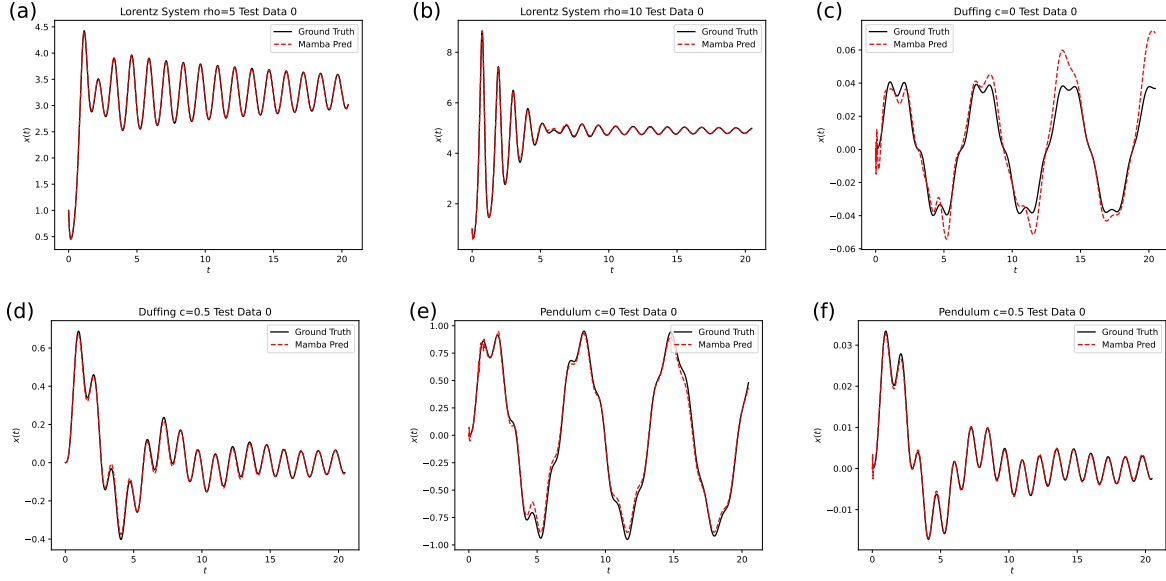 (a)
Lorentz System rho=5 Test Data 0
Ground Truth
Mamba Pred
4.5
4.0
3.5
3.0
2.5
2.0
1.5
1.0
0.5
x(t)
0 5 10 15 20
t
(b)
Lorentz System rho=10 Test Data 0
Ground Truth
Mamba Pred
8
6
4
2
x(t)
0 5 10 15 20
t
(c)
Duffing c=0 Test Data 0
Ground Truth
Mamba Pred
0.06
0.04
0.02
0.00
−0.02
−0.04
−0.06
x(t)
0 5 10 15 20
t
(d)
Duffing c=0.5 Test Data 0
Ground Truth
Mamba Pred
0.6
0.4
0.2
0.0
−0.2
−0.4
x(t)
0 5 10 15 20
t
(e)
Pendulum c=0 Test Data 0
Ground Truth
Mamba Pred
1.00
0.75
0.50
0.25
0.00
−0.25
−0.50
−0.75
−1.00
x(t)
0 5 10 15 20
t
(f)
Pendulum c=0.5 Test Data 0
Ground Truth
Mamba Pred
0.03
0.02
0.01
0.00
−0.01
x(t)
0 5 10 15 20
t